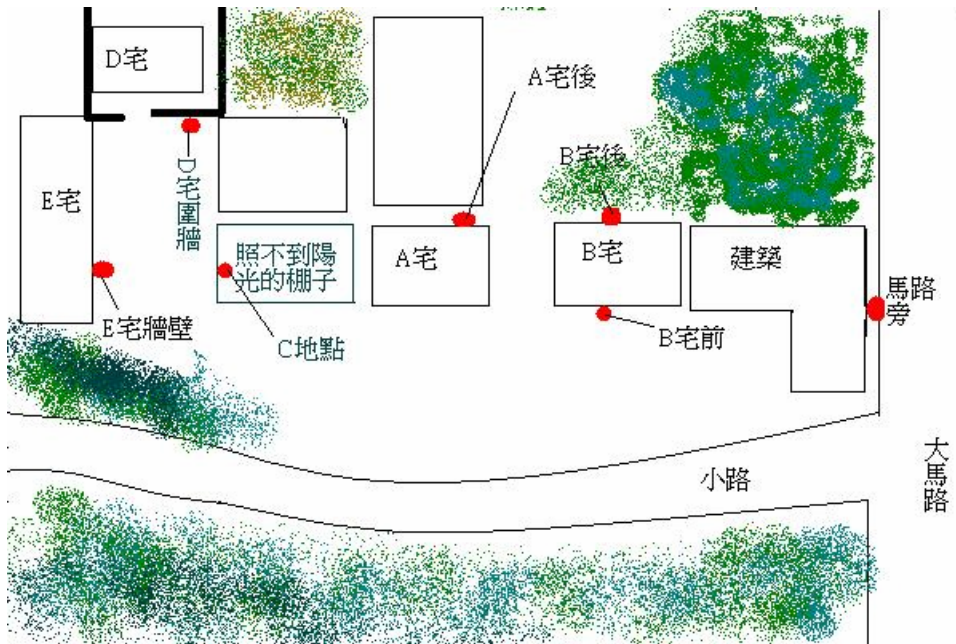 D宅
A宅後
B宅後
E宅
D宅圍牆
照不到陽
光的棚子
A宅
B宅
建築
馬路
旁
E宅牆壁
C地點
B宅前
小路
大馬路